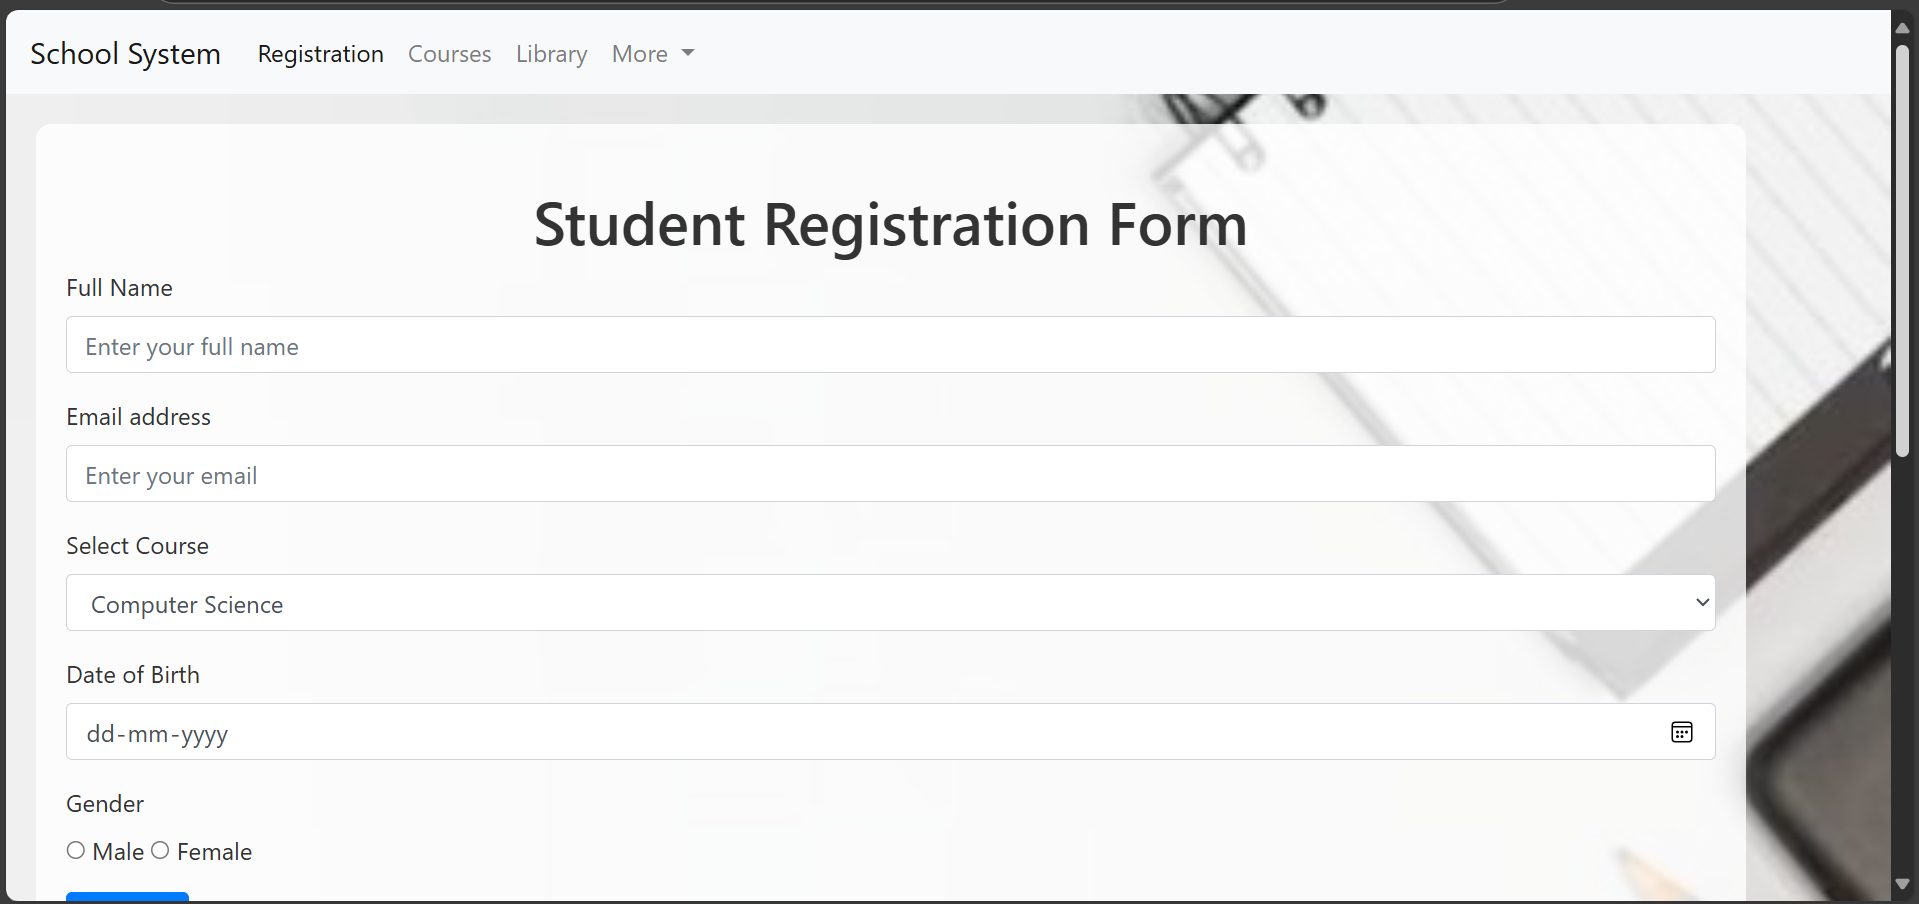 School System Registration Courses Library More
Student Registration Form
Full Name
Enter your full name
Email address
Enter your email
Select Course
Computer Science
Date of Birth
dd-mm-yyyy
Gender
Male Female